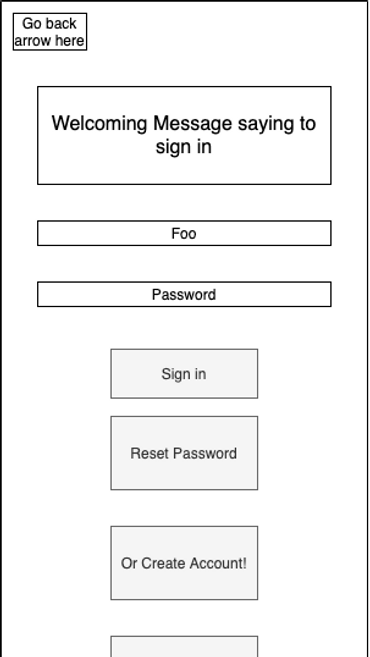 Go back
arrow here
Welcoming Message saying to
sign in
Foo
Password
Sign in
Reset Password
Or Create Account!